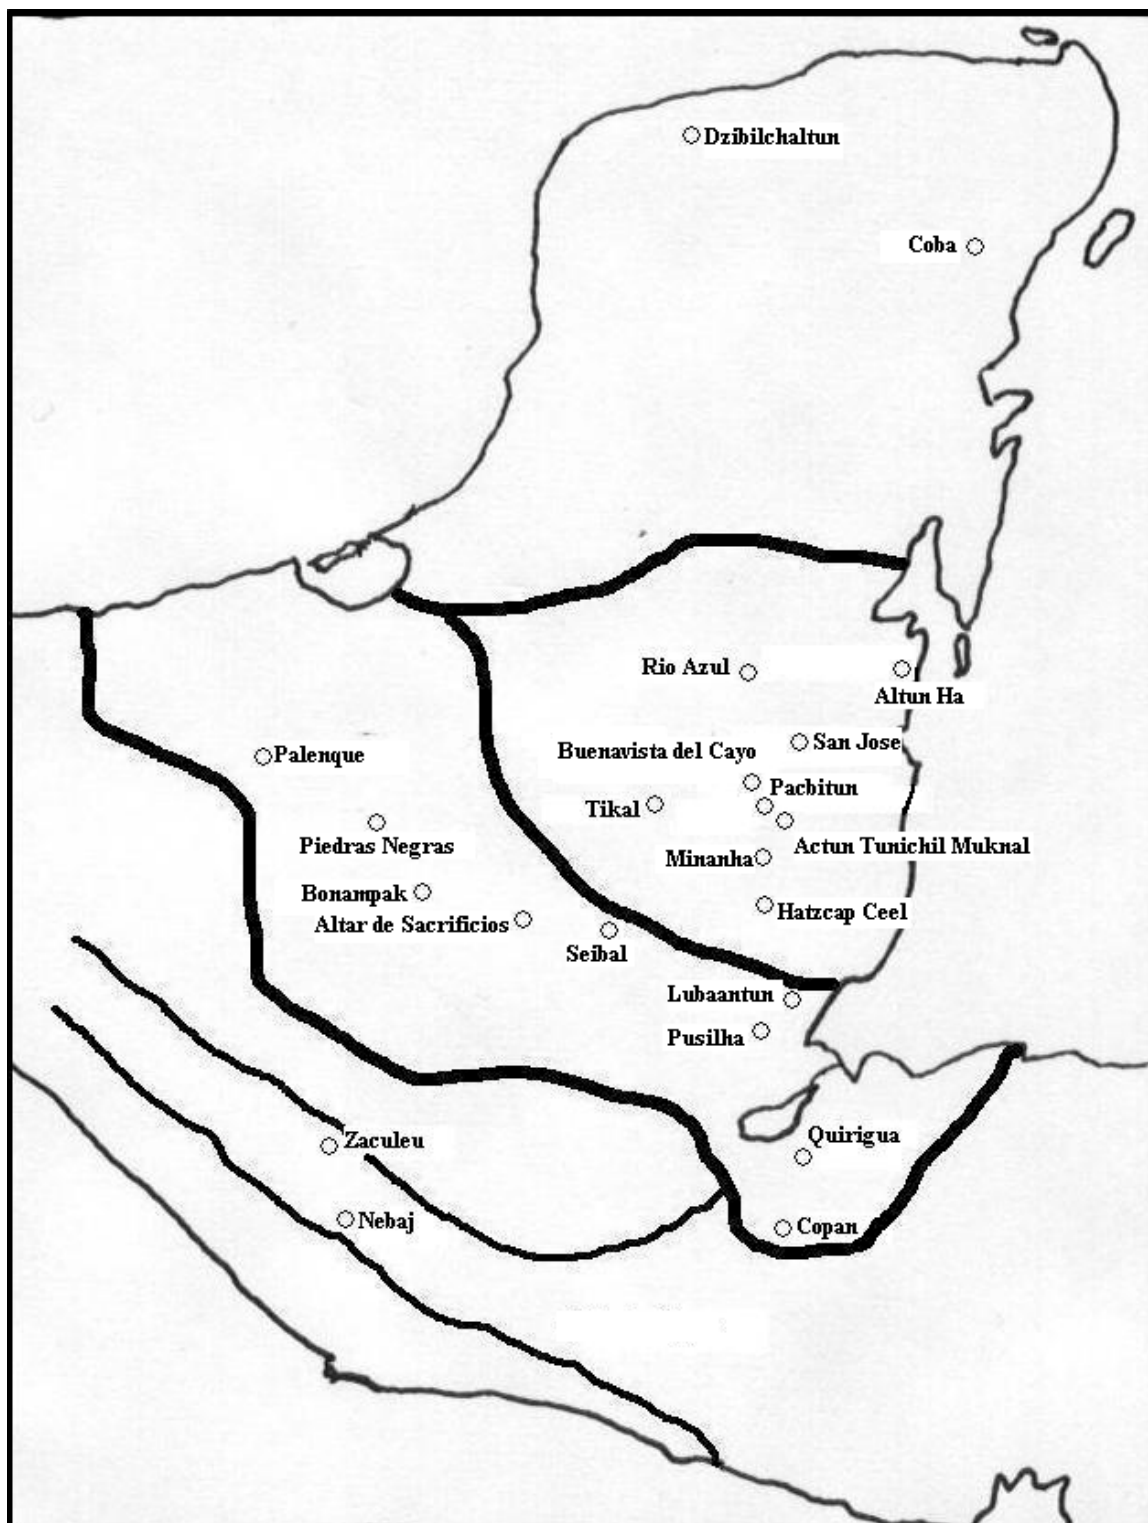 Dzibilchaltun
Coba
Rio Azul
Altun Ha
San Jose
Buenavista del Cayo
Palenque
Pacbitun
Tikal
Piedras Negras
Actun Tunichil Muknal
Minanha
Bonampak
Hatzcap Ceel
Altar de Sacrificios
Seibal
Lubaantun
Pusilha
Quirigua
Zaculeu
Nebaj
Copan